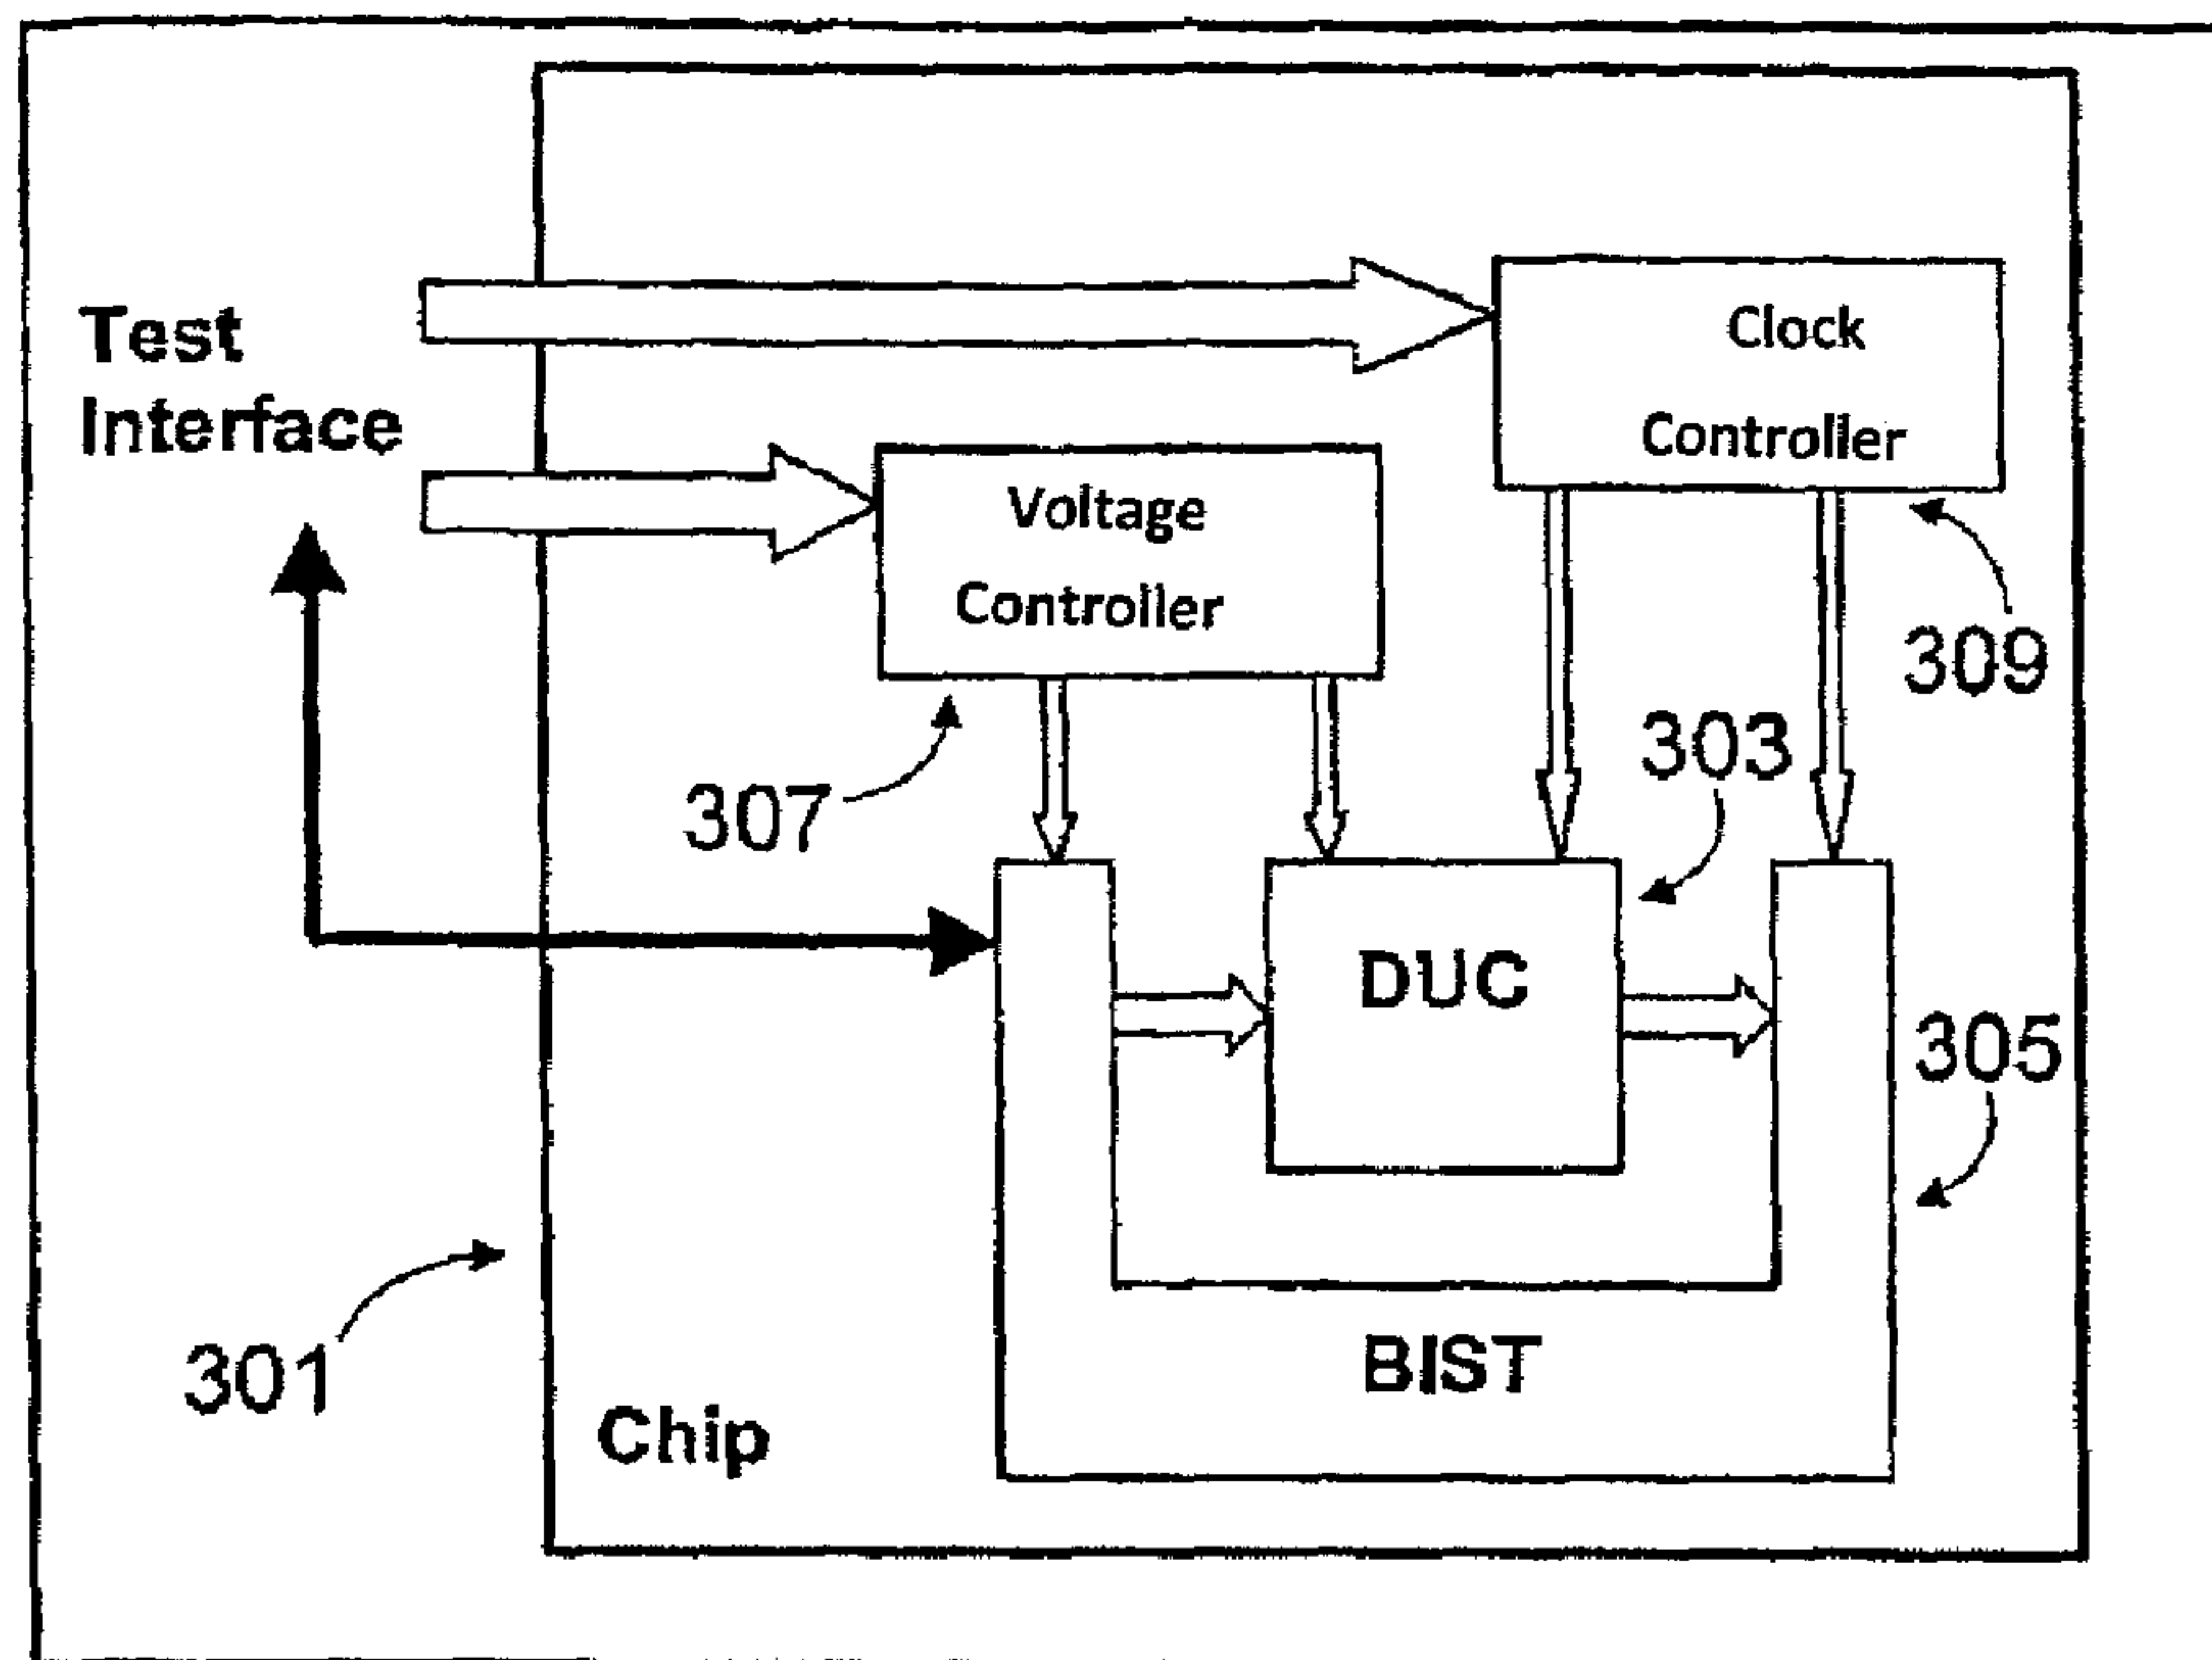 Test
Interface
Clock
Controller
Voltage
Controller
309
303
307
DUC
305
BIST
301
Chip